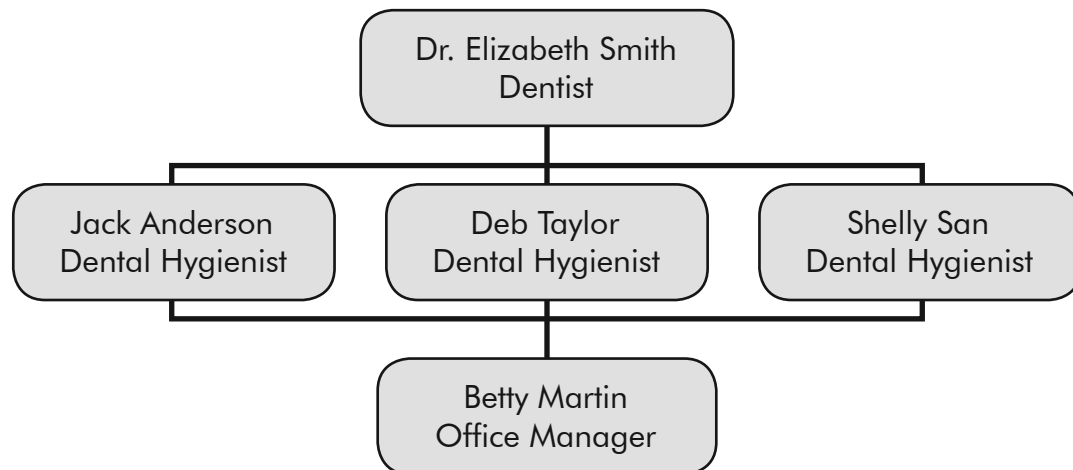 Dr. Elizabeth Smith
Dentist
Jack Anderson
Dental Hygienist
Deb Taylor
Dental Hygienist
Shelly San
Dental Hygienist
Betty Martin
Office Manager